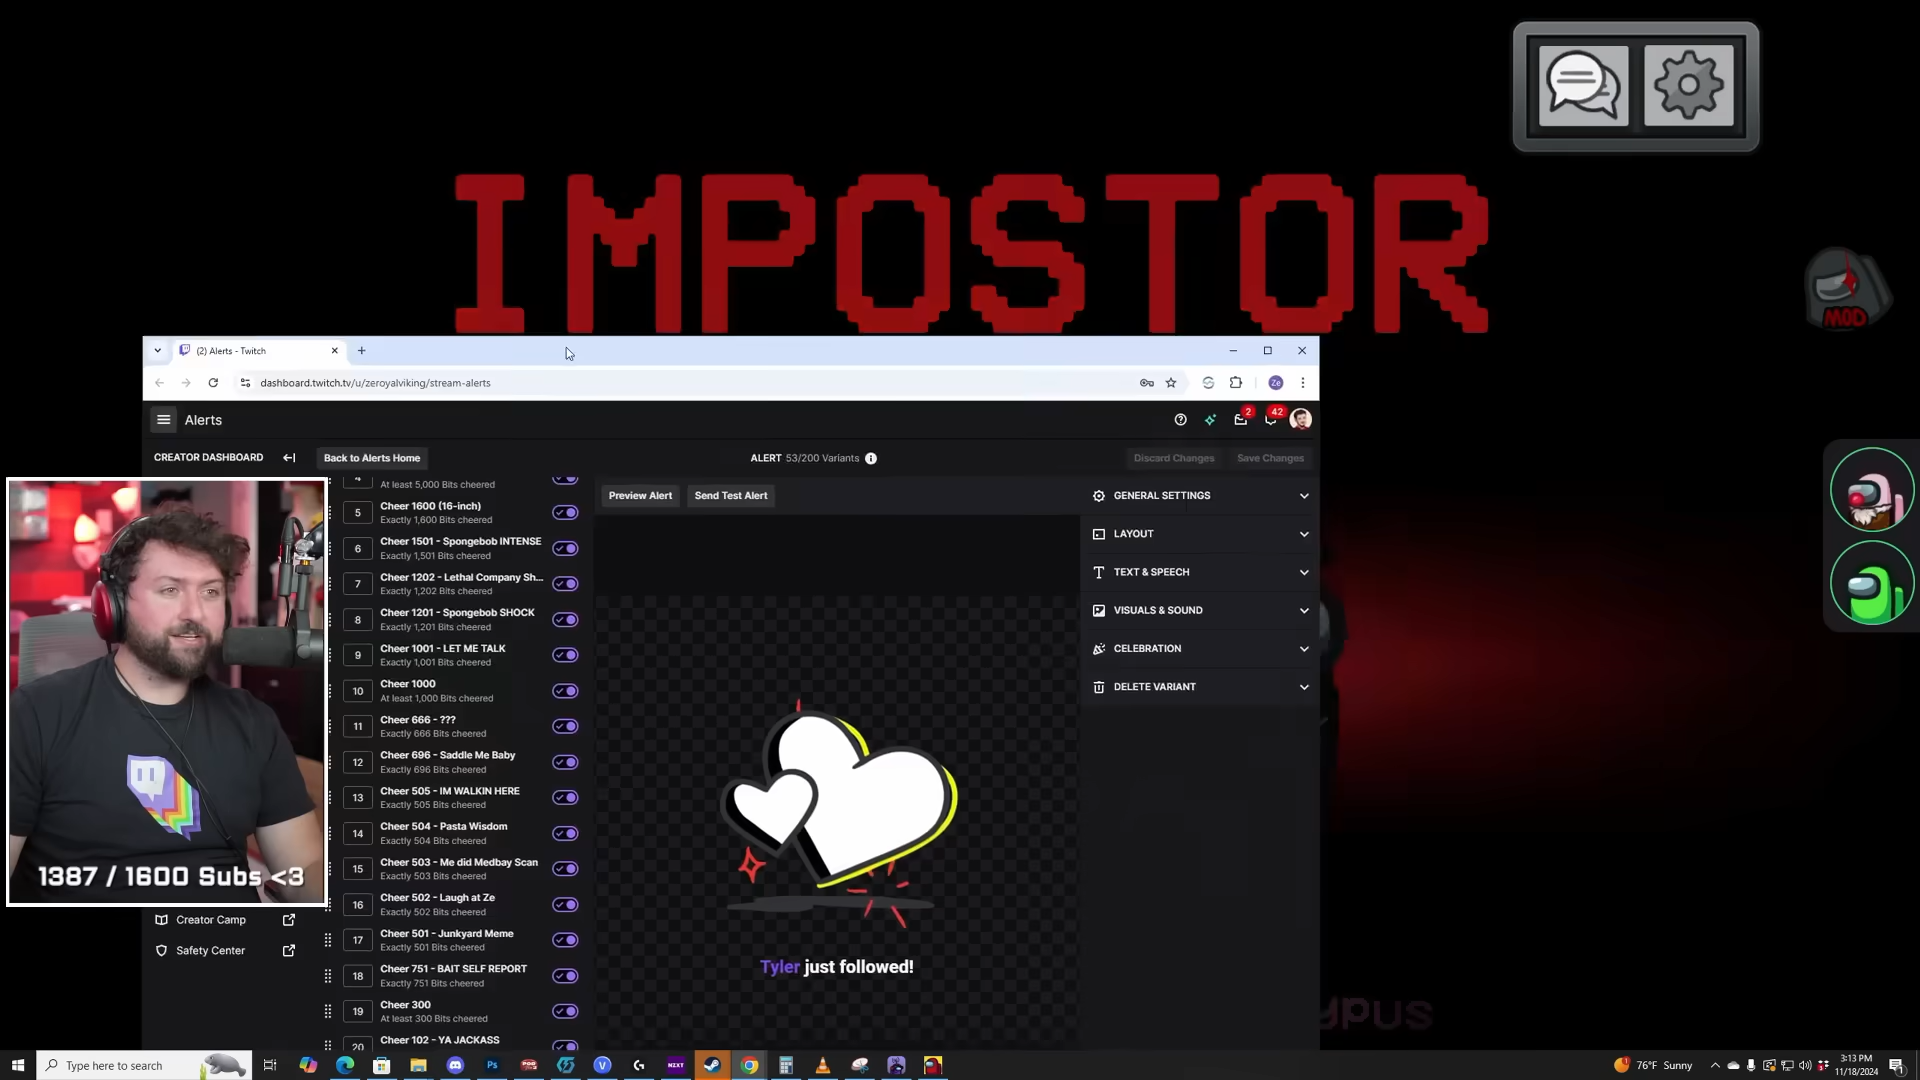 IMPOSTOR
MOD
(2) Alerts - Twitch
dashboard.twitch.tv/u/zeroyalviking/stream-alerts
Ze
Alerts
2
42
CREATOR DASHBOARD
Back to Alerts Home
ALERT 53/200 Variants
Discard Changes
Save Changes
4
At least 5,000 Bits cheered
5
Cheer 1600 (16-inch)
Exactly 1,600 Bits cheered
6
Cheer 1501 - Spongebob INTENSE
Exactly 1,501 Bits cheered
7
Cheer 1202 - Lethal Company Sh...
Exactly 1,202 Bits cheered
8
Cheer 1201 - Spongebob SHOCK
Exactly 1,201 Bits cheered
9
Cheer 1001 - LET ME TALK
Exactly 1,001 Bits cheered
10
Cheer 1000
At least 1,000 Bits cheered
11
Cheer 666 - ???
Exactly 666 Bits cheered
12
Cheer 696 - Saddle Me Baby
Exactly 696 Bits cheered
13
Cheer 505 - IM WALKIN HERE
Exactly 505 Bits cheered
14
Cheer 504 - Pasta Wisdom
Exactly 504 Bits cheered
15
Cheer 503 - Me did Medbay Scan
Exactly 503 Bits cheered
16
Cheer 502 - Laugh at Ze
Exactly 502 Bits cheered
17
Cheer 501 - Junkyard Meme
Exactly 501 Bits cheered
18
Cheer 751 - BAIT SELF REPORT
Exactly 751 Bits cheered
19
Cheer 300
At least 300 Bits cheered
20
Cheer 102 - YA JACKASS
Preview Alert
Send Test Alert
GENERAL SETTINGS
LAYOUT
TEXT & SPEECH
VISUALS & SOUND
CELEBRATION
DELETE VARIANT
Tyler just followed!
1387 / 1600 Subs <3
Creator Camp
Safety Center
ypus
Type here to search
Ps
NZXT
76°F Sunny
3:13 PM
11/18/2024